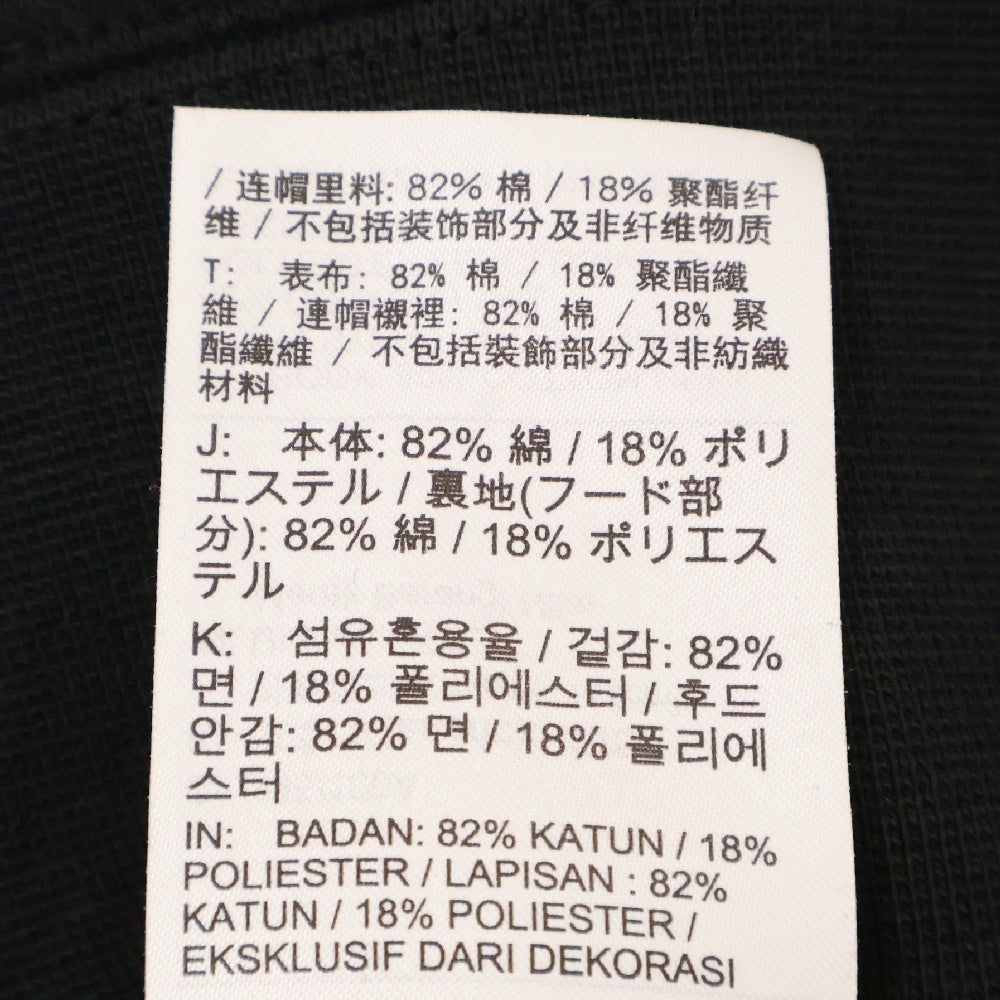 / 连帽里料: 82% 棉 / 18% 聚酯纤
维 / 不包括装饰部分及非纤维物质
T: 表布: 82% 棉 / 18% 聚酯纖
維 / 連帽襯裡: 82% 棉 / 18% 聚
酯纖維 / 不包括裝飾部分及非紡織
材料
J: 本体: 82% 綿 / 18% ポリ
エステル / 裏地(フード部
分): 82% 綿 / 18% ポリエス
テル
K: 섬유혼용율 / 겉감: 82%
면 / 18% 폴리에스터 / 후드
안감: 82% 면 / 18% 폴리에
스터
IN: BADAN: 82% KATUN / 18%
POLIESTER / LAPISAN : 82%
KATUN / 18% POLIESTER /
EKSKLUSIF DARI DEKORASI